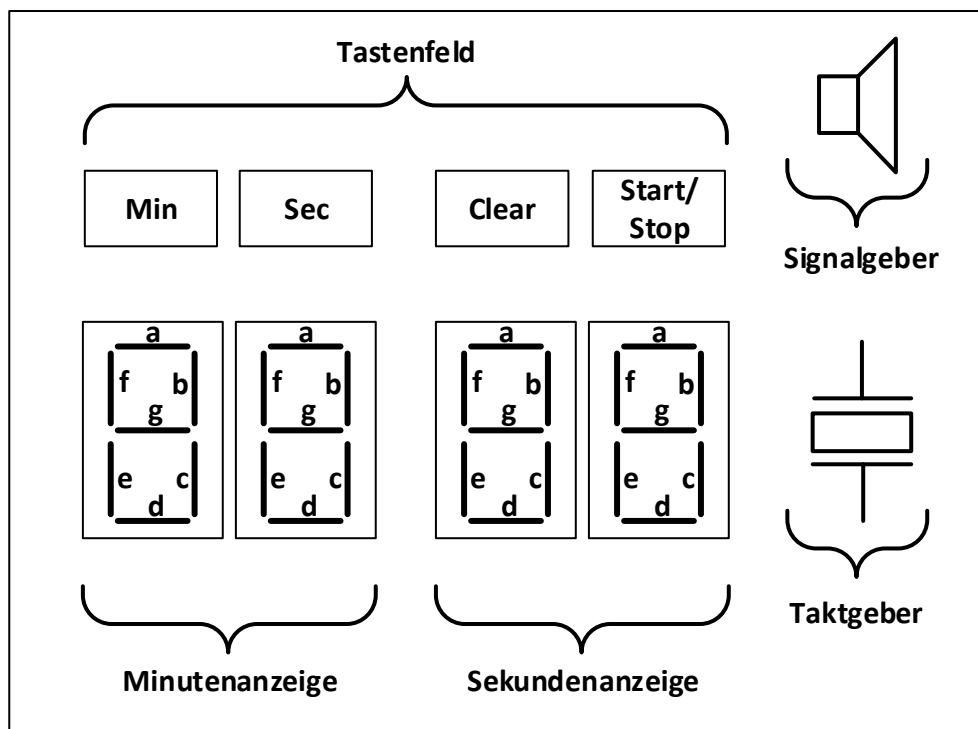 Tastenfeld
Min Sec Clear Start/
Stop
Signalgeber
a a a a
f b f b f b f b
g g g g
e c e c e c e c
d d d d
Taktgeber
Minutenanzeige Sekundenanzeige